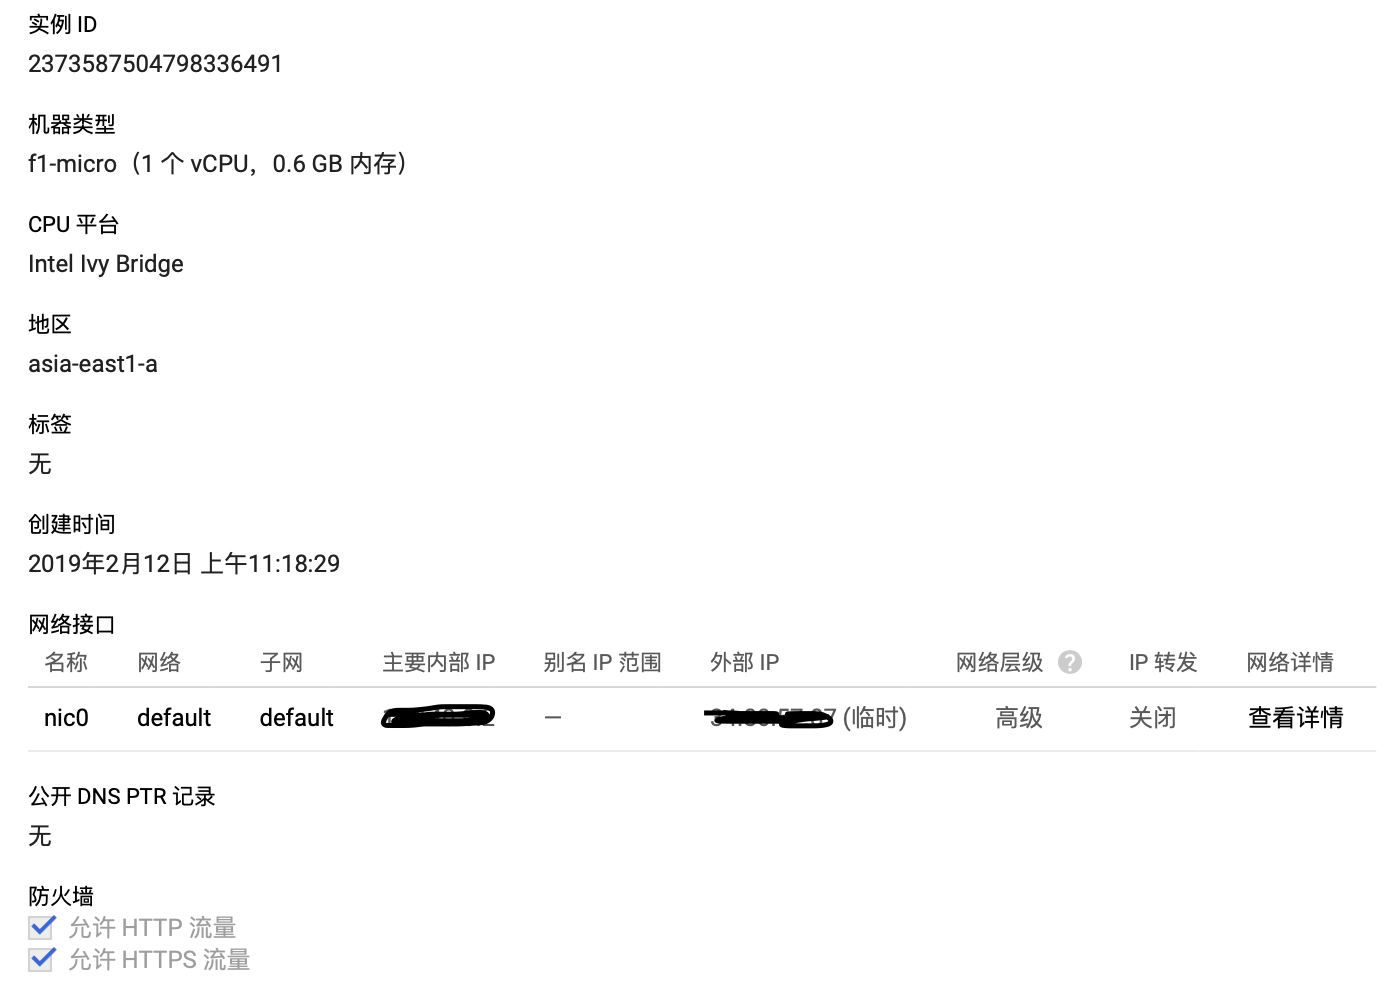 实例 ID
2373587504798336491
机器类型
f1-micro（1 个 vCPU，0.6 GB 内存）
CPU 平台
Intel Ivy Bridge
地区
asia-east1-a
标签
无
创建时间
2019年2月12日 上午11:18:29
网络接口
名称 网络 子网 主要内部 IP 别名 IP 范围 外部 IP 网络层级 ? IP 转发 网络详情
nic0 default default — (临时) 高级 关闭 查看详情
公开 DNS PTR 记录
无
防火墙
允许 HTTP 流量
允许 HTTPS 流量